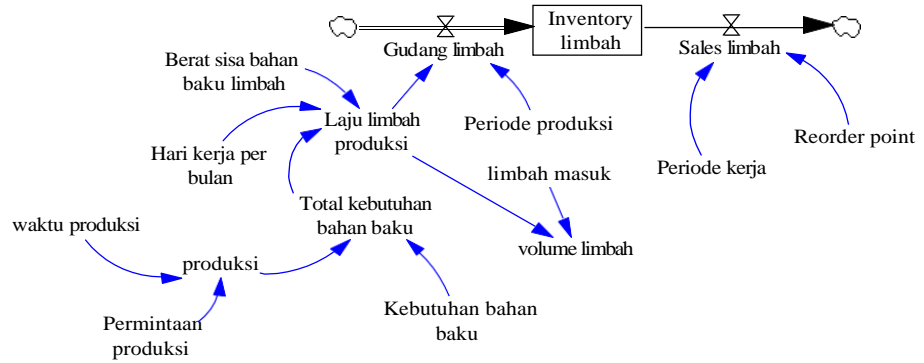 Inventory
limbah
Gudang limbah
Sales limbah
Berat sisa bahan
baku limbah
Laju limbah
produksi
Periode produksi
Reorder point
Hari kerja per
bulan
limbah masuk
Periode kerja
Total kebutuhan
bahan baku
waktu produksi
volume limbah
produksi
Kebutuhan bahan
baku
Permintaan
produksi